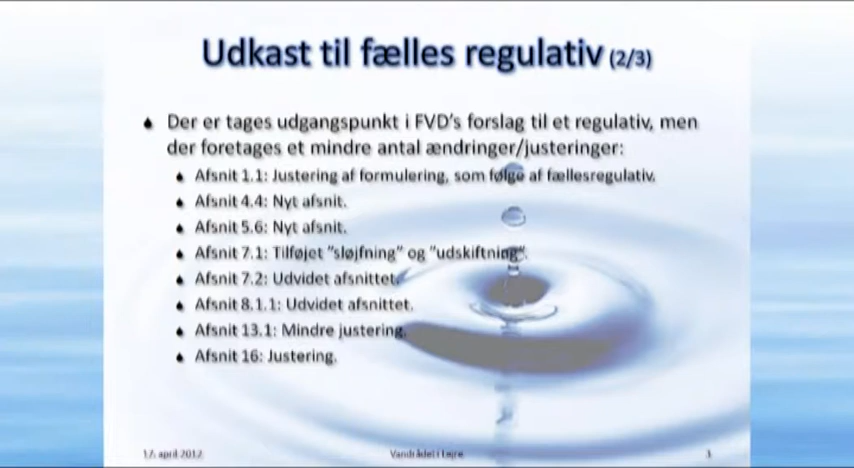 Udkast til fælles regulativ (2/3)
Der er tages udgangspunkt i FVD's forslag til et regulativ, men
der foretages et mindre antal ændringer/justeringer:
Afsnit 1.1: Justering af formulering, som følge af fællesregulativ.
Afsnit 4.4: Nyt afsnit.
Afsnit 5.6: Nyt afsnit.
Afsnit 7.1: Tilføjet "sløjfning" og "udskiftning".
Afsnit 7.2: Udvidet afsnittet.
Afsnit 8.1.1: Udvidet afsnittet.
Afsnit 13.1: Mindre justering.
Afsnit 16: Justering.
17. april 2012 Vandrådet i Lejre 3